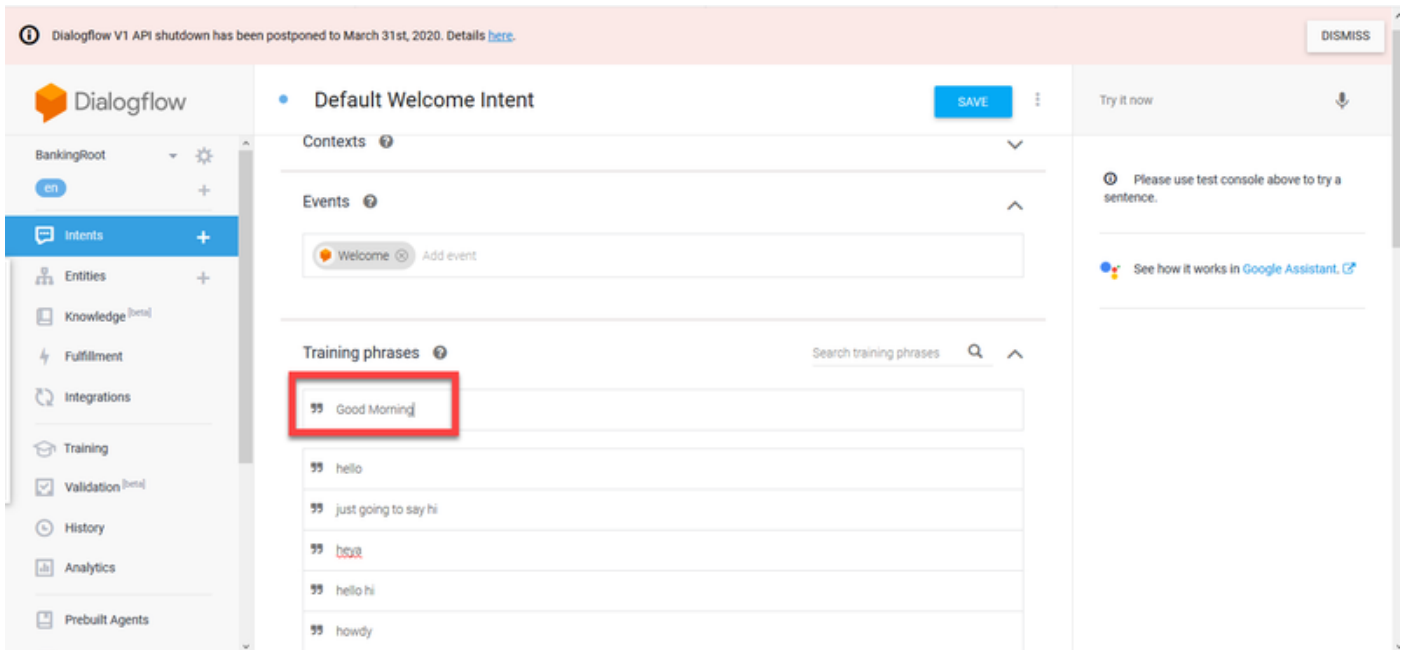 Dialogflow V1 API shutdown has been postponed to March 31st, 2020. Details here.
DISMISS
Dialogflow
Default Welcome Intent
SAVE
Try it now
BankingRoot
en
Intents
Entities
Knowledge [beta]
Fulfillment
Integrations
Training
Validation [beta]
History
Analytics
Prebuilt Agents
Contexts
Events
Welcome Add event
Training phrases
Search training phrases
Good Morning
hello
just going to say hi
heya
hello hi
howdy
Please use test console above to try a
sentence.
See how it works in Google Assistant.